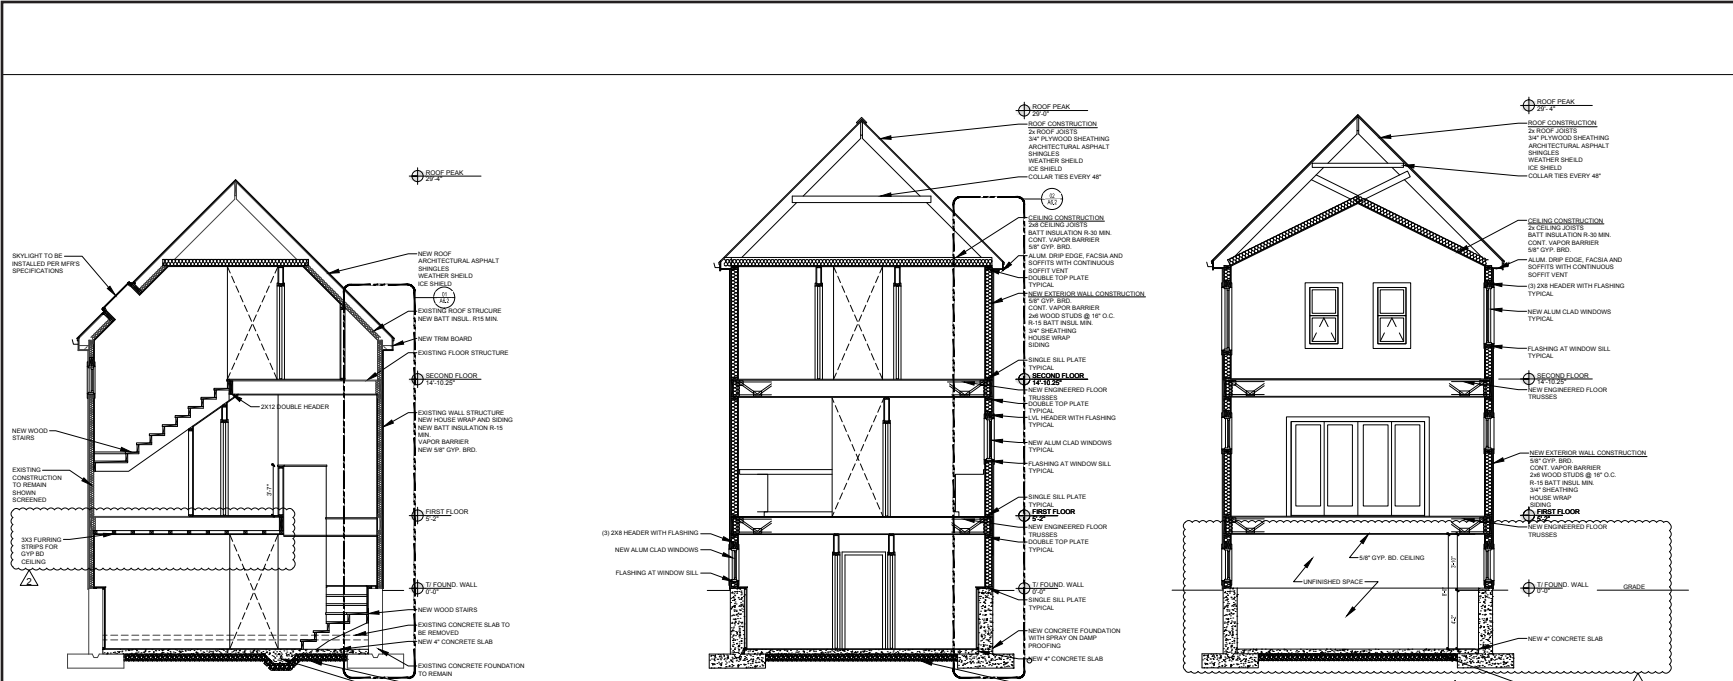 ROOF PEAK
29'-4"
SKYLIGHT TO BE
INSTALLED PER MFR'S
SPECIFICATIONS
NEW ROOF
ARCHITECTURAL ASPHALT
SHINGLES
WEATHER SHEILD
ICE SHIELD
01
A6.2
EXISTING ROOF STRUCURE
NEW BATT INSUL. R15 MIN.
NEW TRIM BOARD
EXISTING FLOOR STRUCTURE
SECOND FLOOR
14'-10.25"
2X12 DOUBLE HEADER
EXISTING WALL STRUCTURE
NEW HOUSE WRAP AND SIDING
NEW BATT INSULATION R-15
MIN.
VAPOR BARRIER
NEW 5/8" GYP. BRD.
NEW WOOD
STAIRS
EXISTING
CONSTRUCTION
TO REMAIN
SHOWN
SCREENED
3'-7"
FIRST FLOOR
5'-2"
3X3 FURRING
STRIPS FOR
GYP BD
CEILING
2
T/ FOUND. WALL
0'-0"
NEW WOOD STAIRS
EXISTING CONCRETE SLAB TO
BE REMOVED
NEW 4" CONCRETE SLAB
EXISTING CONCRETE FOUNDATION
TO REMAIN
ROOF PEAK
29'-0"
ROOF CONSTRUCTION
2x ROOF JOISTS
3/4" PLYWOOD SHEATHING
ARCHITECTURAL ASPHALT
SHINGLES
WEATHER SHEILD
ICE SHIELD
COLLAR TIES EVERY 48"
02
A6.2
CEILING CONSTRUCTION
2x8 CEILING JOISTS
BATT INSULATION R-30 MIN.
CONT. VAPOR BARRIER
5/8" GYP. BRD.
ALUM. DRIP EDGE, FACSIA AND
SOFFITS WITH CONTINUOUS
SOFFIT VENT
DOUBLE TOP PLATE
TYPICAL
NEW EXTERIOR WALL CONSTRUCTION
5/8" GYP. BRD.
CONT. VAPOR BARRIER
2x6 WOOD STUDS @ 16" O.C.
R-15 BATT INSUL MIN.
3/4" SHEATHING
HOUSE WRAP
SIDING
SINGLE SILL PLATE
TYPICAL
SECOND FLOOR
14'-10.25"
NEW ENGINEERED FLOOR
TRUSSES
DOUBLE TOP PLATE
TYPICAL
LVL HEADER WITH FLASHING
TYPICAL
NEW ALUM CLAD WINDOWS
TYPICAL
FLASHING AT WINDOW SILL
TYPICAL
SINGLE SILL PLATE
TYPICAL
FIRST FLOOR
5'-2"
NEW ENGINEERED FLOOR
TRUSSES
DOUBLE TOP PLATE
TYPICAL
(3) 2X8 HEADER WITH FLASHING
NEW ALUM CLAD WINDOWS
FLASHING AT WINDOW SILL
T/ FOUND. WALL
0'-0"
SINGLE SILL PLATE
TYPICAL
NEW CONCRETE FOUNDATION
WITH SPRAY ON DAMP
PROOFING
NEW 4" CONCRETE SLAB
ROOF PEAK
29'-4"
ROOF CONSTRUCTION
2x ROOF JOISTS
3/4" PLYWOOD SHEATHING
ARCHITECTURAL ASPHALT
SHINGLES
WEATHER SHEILD
ICE SHIELD
COLLAR TIES EVERY 48"
CEILING CONSTRUCTION
2x CEILING JOISTS
BATT INSULATION R-30 MIN.
CONT. VAPOR BARRIER
5/8" GYP. BRD.
ALUM. DRIP EDGE, FACSIA AND
SOFFITS WITH CONTINUOUS
SOFFIT VENT
(3) 2X8 HEADER WITH FLASHING
TYPICAL
NEW ALUM CLAD WINDOWS
TYPICAL
FLASHING AT WINDOW SILL
TYPICAL
SECOND FLOOR
14'-10.25"
NEW ENGINEERED FLOOR
TRUSSES
NEW EXTERIOR WALL CONSTRUCTION
5/8" GYP. BRD.
CONT. VAPOR BARRIER
2x6 WOOD STUDS @ 16" O.C.
R-15 BATT INSUL MIN.
3/4" SHEATHING
HOUSE WRAP
SIDING
FIRST FLOOR
5'-2"
NEW ENGINEERED FLOOR
TRUSSES
5/8" GYP. BD. CEILING
UNFINISHED SPACE
T/ FOUND. WALL
0'-0"
GRADE
NEW 4" CONCRETE SLAB